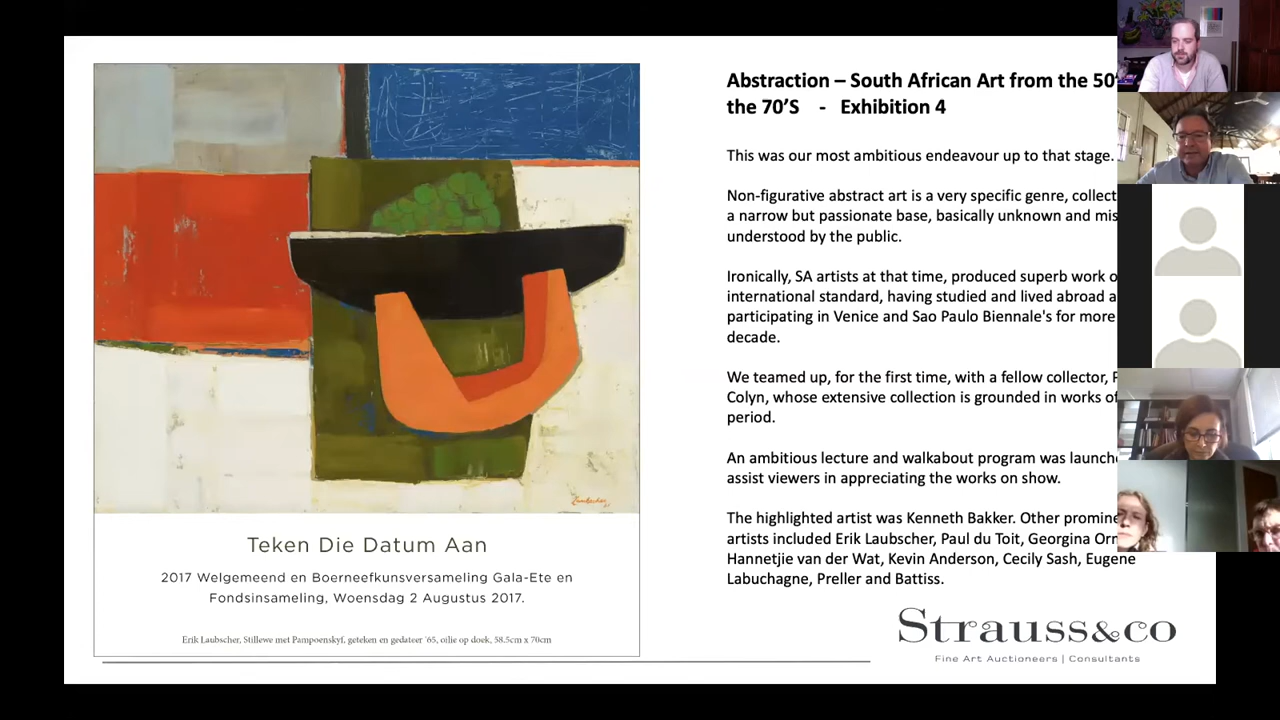 Abstraction – South African Art from the 50'
the 70'S - Exhibition 4
This was our most ambitious endeavour up to that stage.
Non-figurative abstract art is a very specific genre, collect
a narrow but passionate base, basically unknown and mis
understood by the public.
Ironically, SA artists at that time, produced superb work o
international standard, having studied and lived abroad a
participating in Venice and Sao Paulo Biennale's for more
decade.
We teamed up, for the first time, with a fellow collector,
Colyn, whose extensive collection is grounded in works of
period.
An ambitious lecture and walkabout program was launche
assist viewers in appreciating the works on show.
The highlighted artist was Kenneth Bakker. Other promine
artists included Erik Laubscher, Paul du Toit, Georgina Orm
Hannetjie van der Wat, Kevin Anderson, Cecily Sash, Eugene
Labuchagne, Preller and Battiss.
Laubscher
Teken Die Datum Aan
2017 Welgemeend en Boerneefkunsversameling Gala-Ete en
Fondsinsameling, Woensdag 2 Augustus 2017.
Erik Laubscher, Stillewe met Pampoenskyf, geteken en gedateer '65, oilie op doek, 58.5cm x 70cm
Strauss&co
Fine Art Auctioneers | Consultants